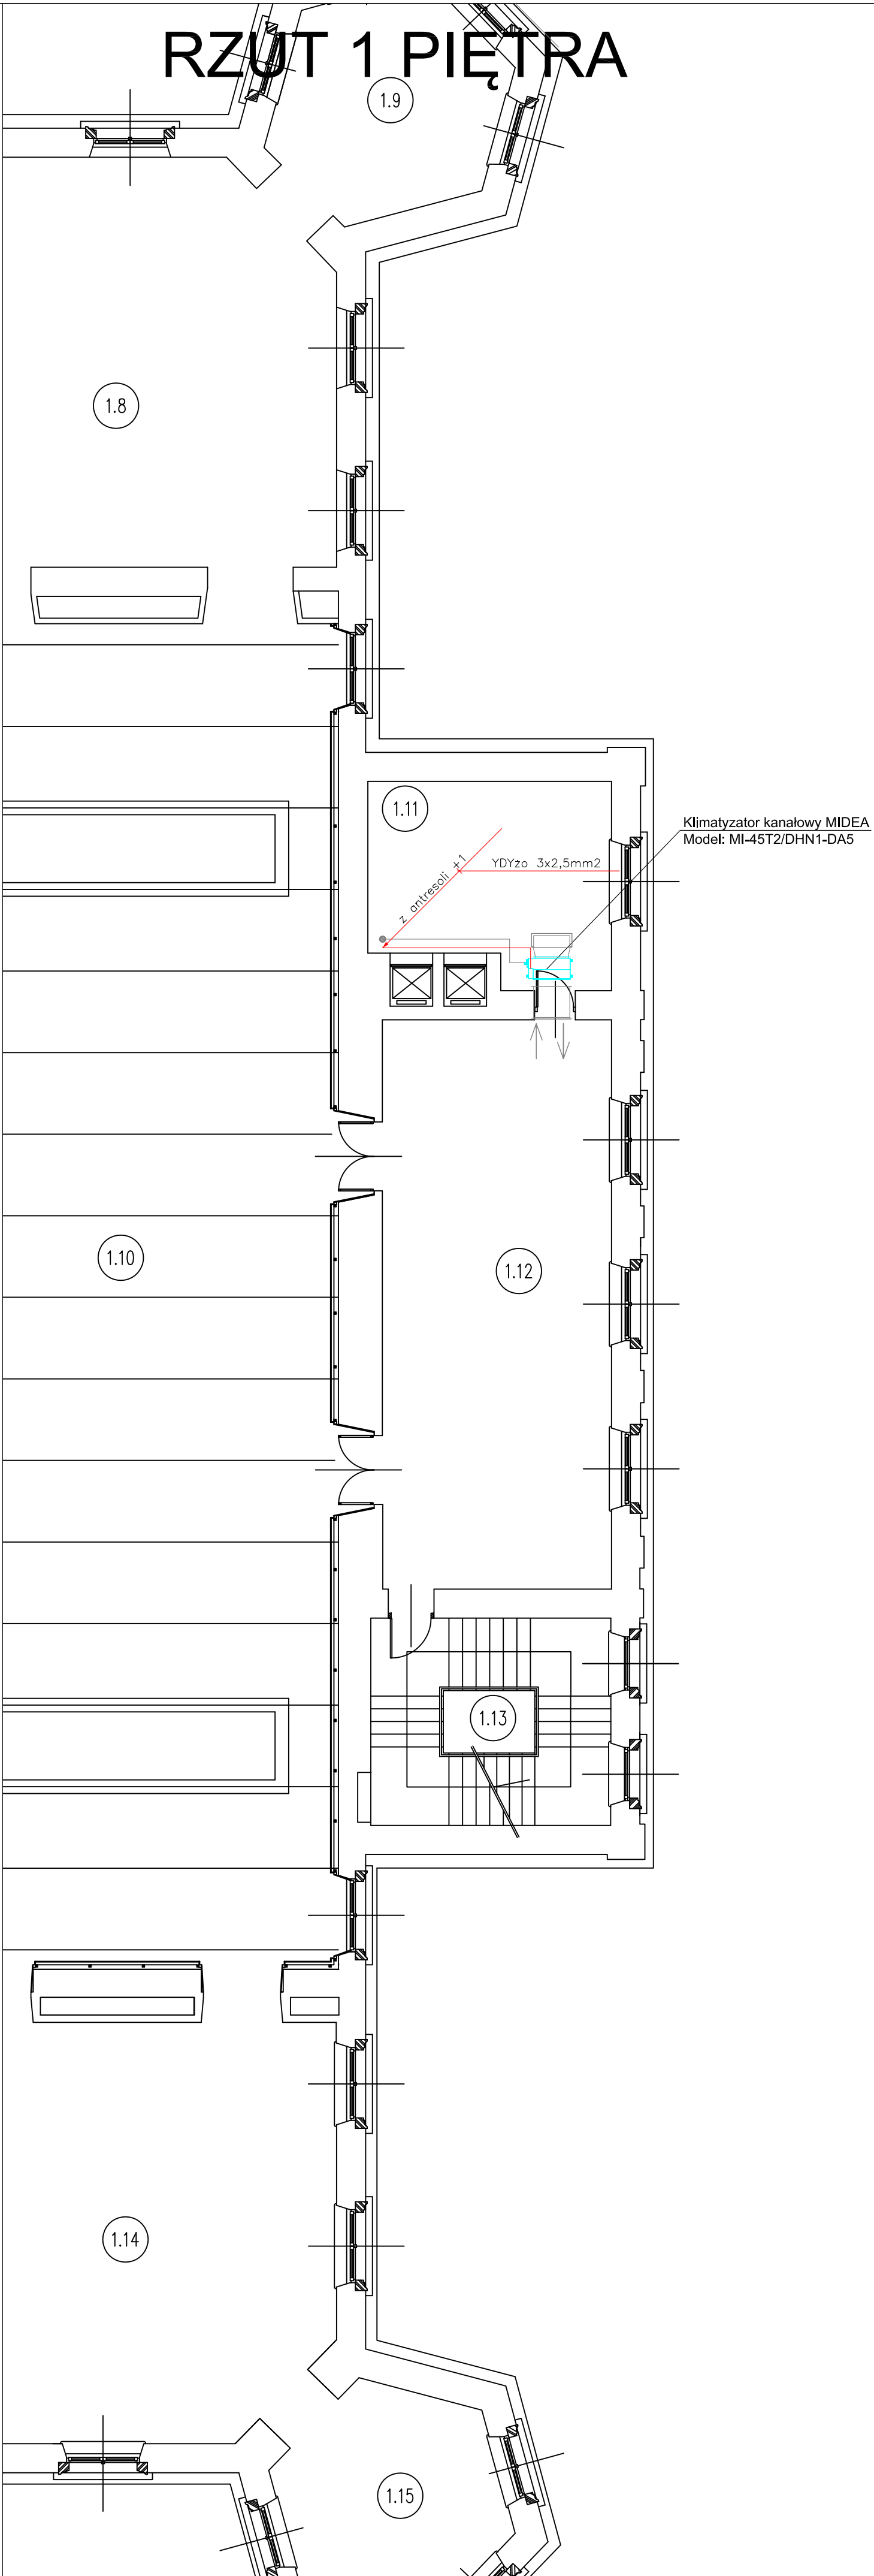 RZUT 1 PIĘTRA
1.9
1.8
1.11
Klimatyzator kanałowy MIDEA
Model: MI-45T2/DHN1-DA5
YDYżo 3x2,5mm2
z antresoli +1
1.10
1.12
1.13
1.14
1.15